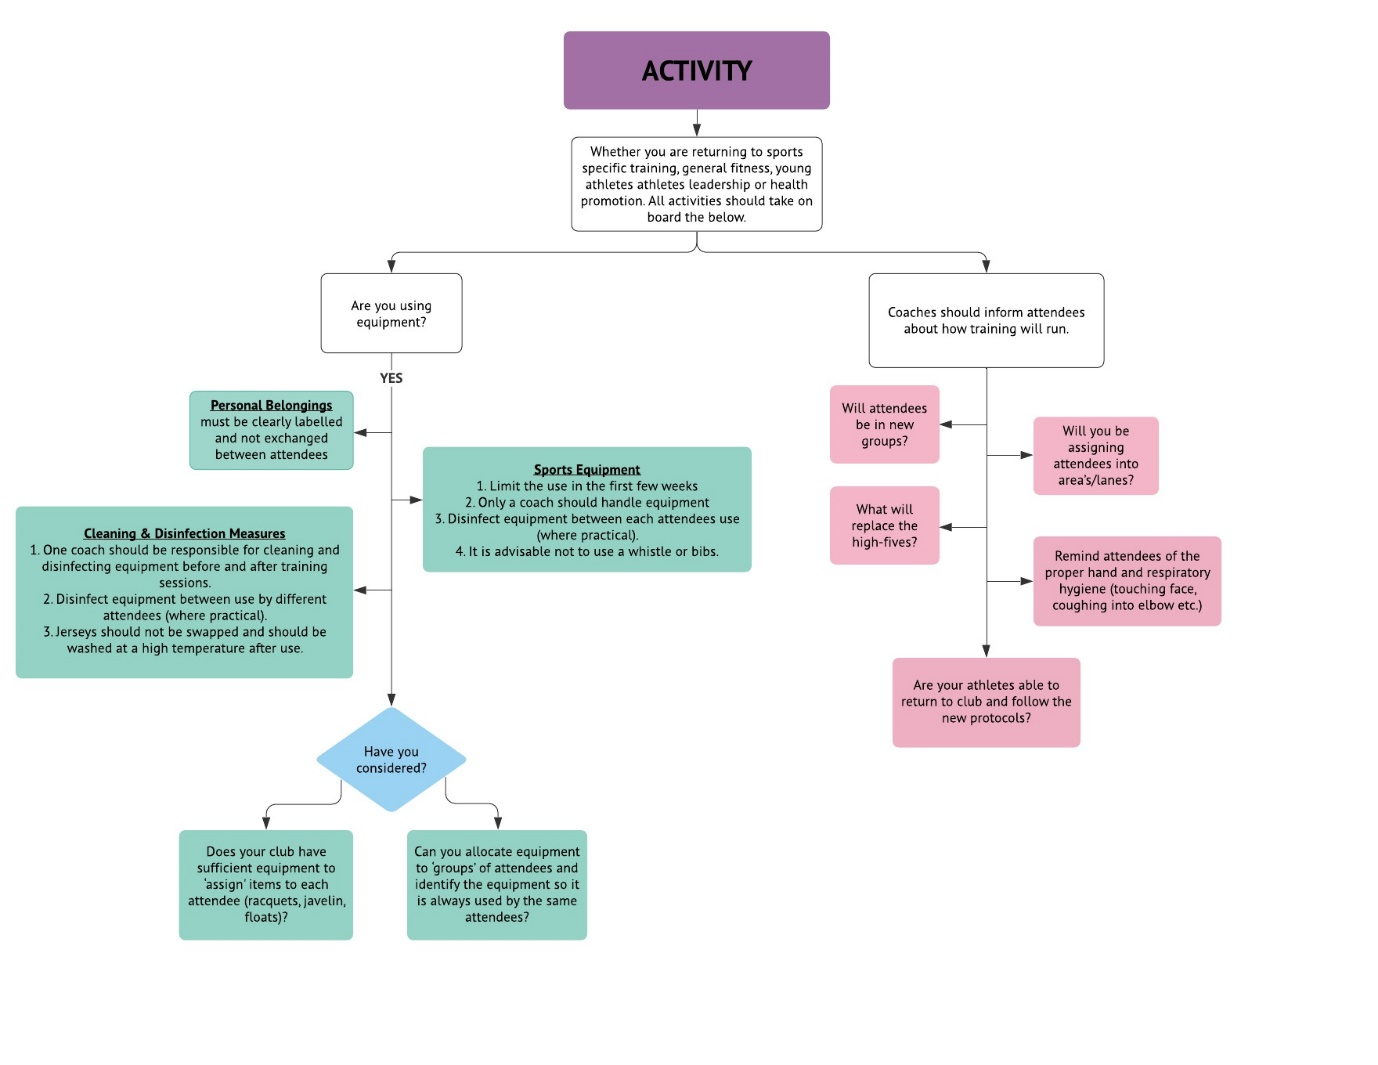 ACTIVITY
Whether you are returning to sports
specific training, general fitness, young
athletes athletes leadership or health
promotion. All activities should take on
board the below.
Are you using
equipment?
Coaches should inform attendees
about how training will run.
YES
Personal Belongings
must be clearly labelled
and not exchanged
between attendees
Sports Equipment
1. Limit the use in the first few weeks
2. Only a coach should handle equipment
3. Disinfect equipment between each attendees use
(where practical).
4. It is advisable not to use a whistle or bibs.
Cleaning & Disinfection Measures
1. One coach should be responsible for cleaning and
disinfecting equipment before and after training
sessions.
2. Disinfect equipment between use by different
attendees (where practical).
3. Jerseys should not be swapped and should be
washed at a high temperature after use.
Have you
considered?
Does your club have
sufficient equipment to
'assign' items to each
attendee (racquets, javelin,
floats)?
Can you allocate equipment
to 'groups' of attendees and
identify the equipment so it
is always used by the same
attendees?
Will attendees
be in new
groups?
Will you be
assigning
attendees into
area's/lanes?
What will
replace the
high-fives?
Remind attendees of the
proper hand and respiratory
hygiene (touching face,
coughing into elbow etc.)
Are your athletes able to
return to club and follow the
new protocols?